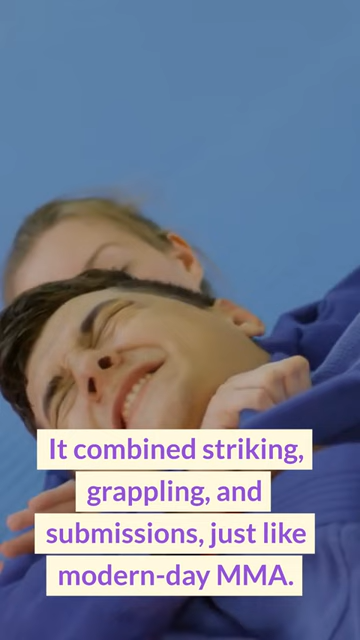 It combined striking,
grappling, and
submissions, just like
modern-day MMA.